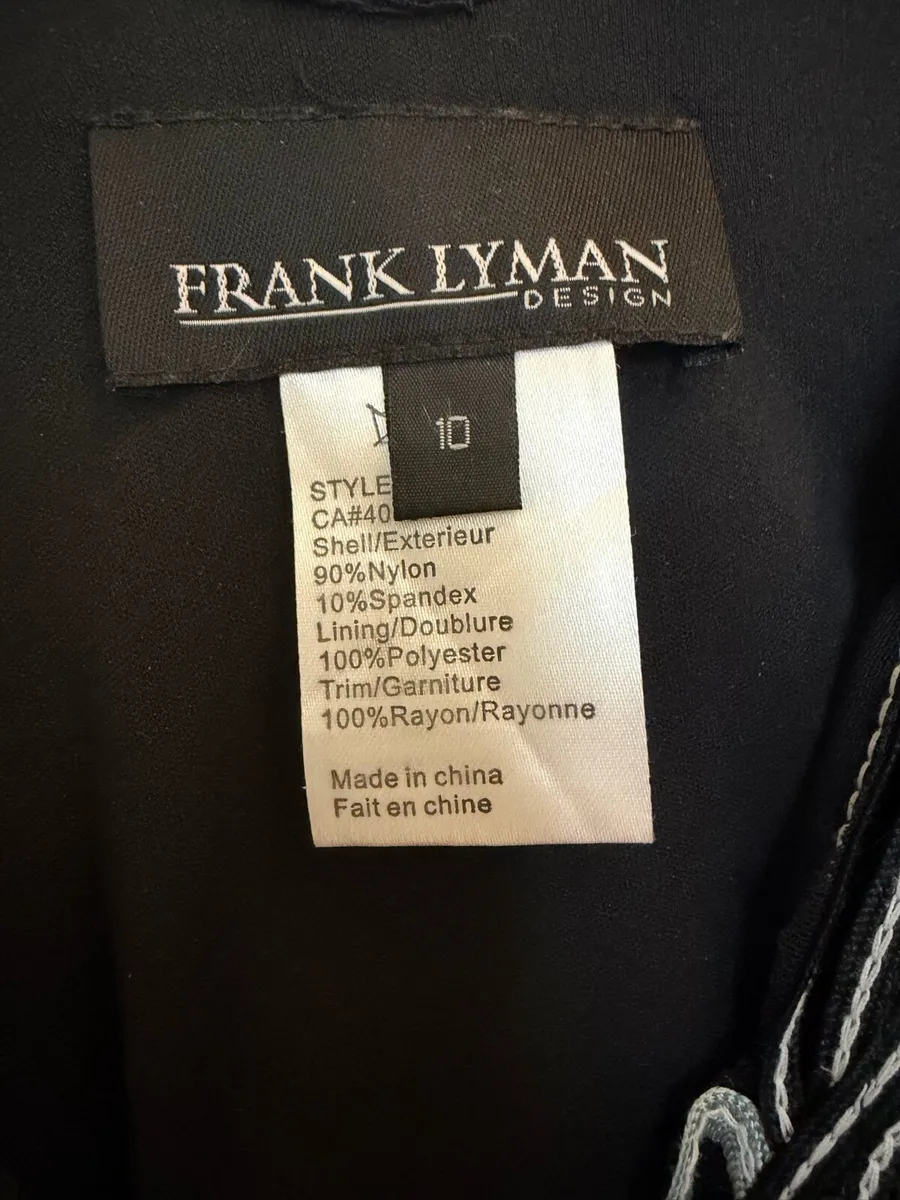 FRANK LYMAN
DESIGN
10
STYLE
CA#40
Shell/Exterieur
90%Nylon
10%Spandex
Lining/Doublure
100%Polyester
Trim/Garniture
100%Rayon/Rayonne
Made in china
Fait en chine